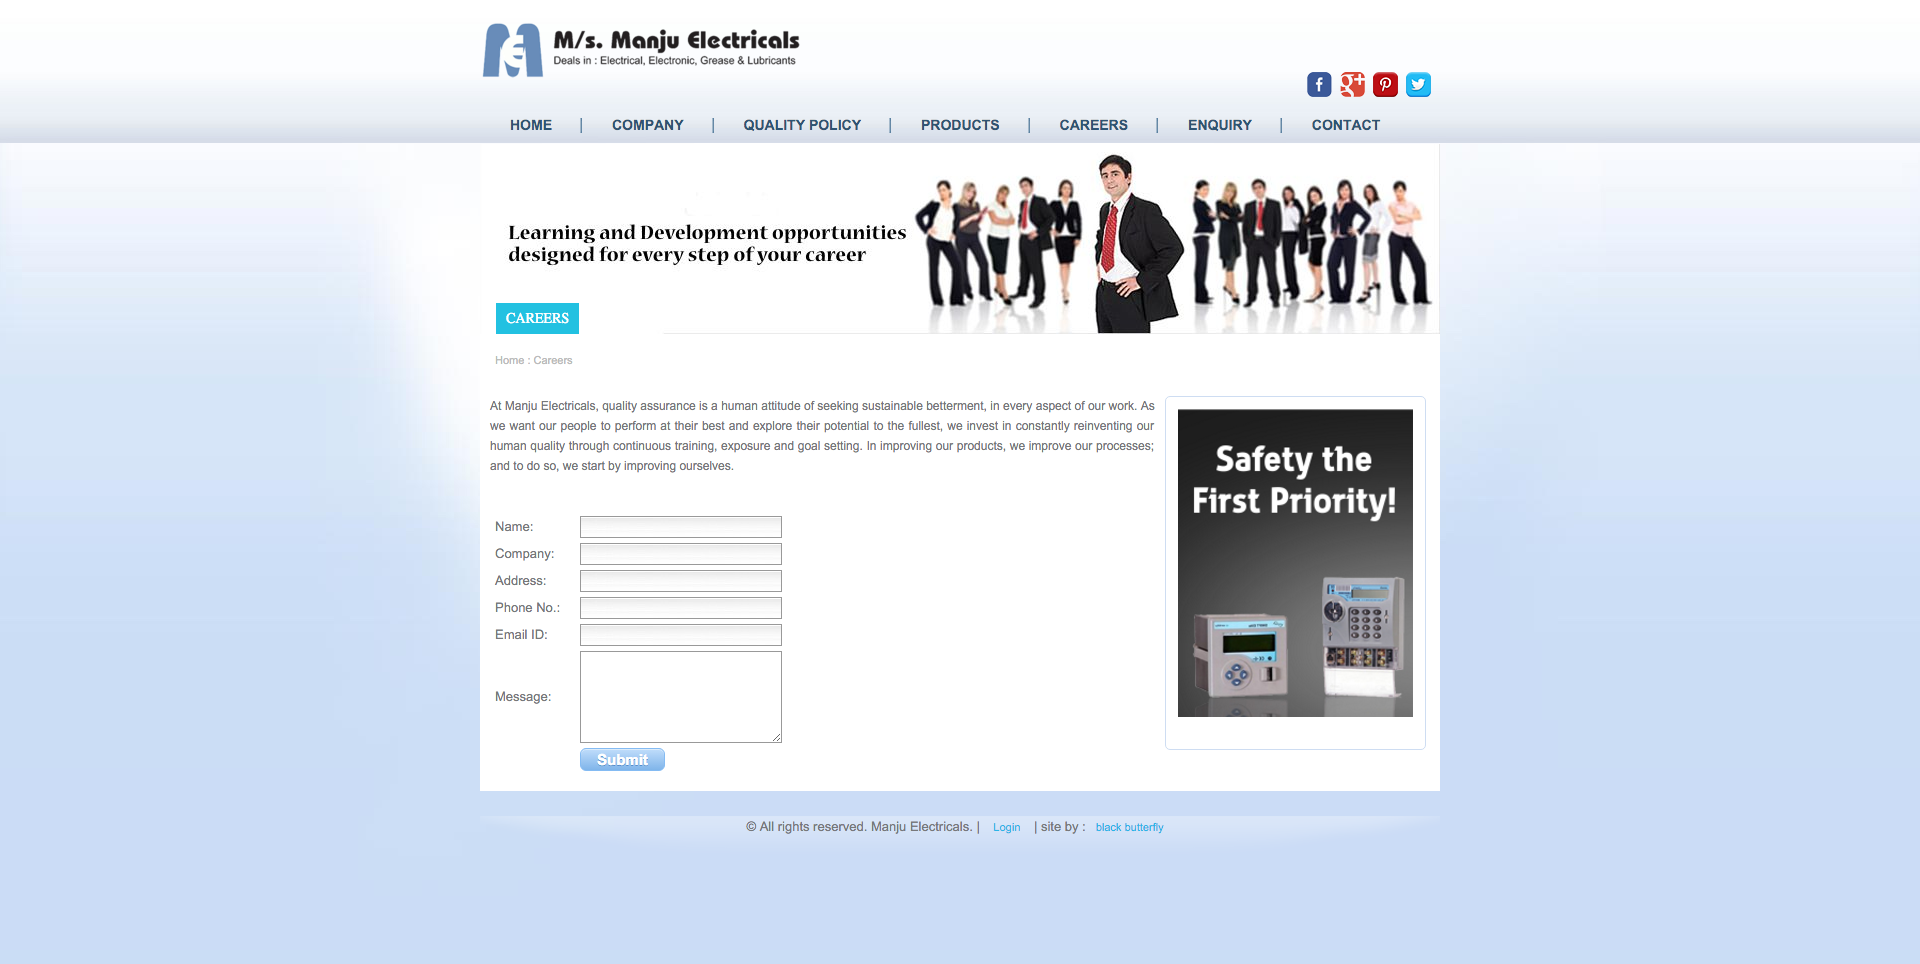 M/s. Manju Electricals
Deals in : Electrical, Electronic, Grease & Lubricants
HOME | COMPANY | QUALITY POLICY | PRODUCTS | CAREERS | ENQUIRY | CONTACT
Learning and Development opportunities
designed for every step of your career
CAREERS
Home : Careers
At Manju Electricals, quality assurance is a human attitude of seeking sustainable betterment, in every aspect of our work. As
we want our people to perform at their best and explore their potential to the fullest, we invest in constantly reinventing our
human quality through continuous training, exposure and goal setting. In improving our products, we improve our processes;
and to do so, we start by improving ourselves.
Safety the
First Priority!
Name:
Company:
Address:
Phone No.:
Email ID:
Message:
Submit
© All rights reserved. Manju Electricals. | Login | site by : black butterfly